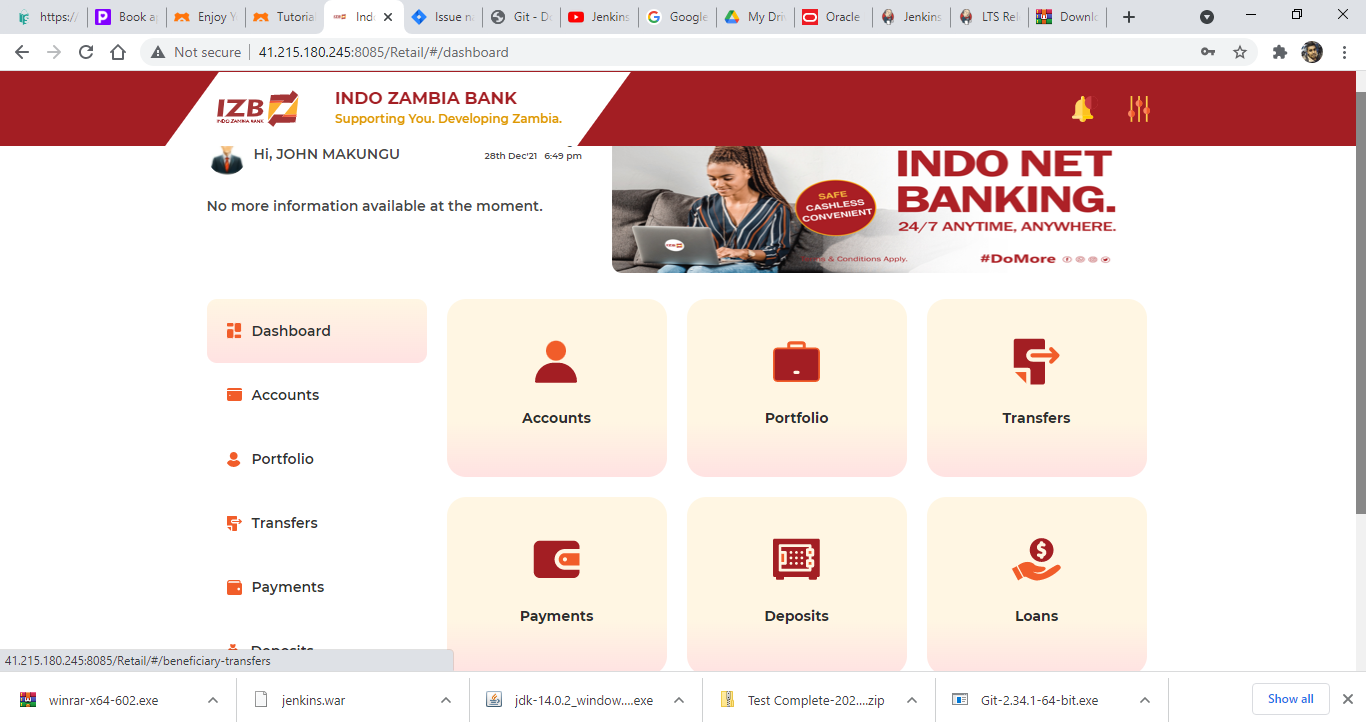 https:/
Book a
Enjoy Y
Tutoria
Ind
Issue na
Git - D
Jenkins
Google
My Dri
Oracle
Jenkins
LTS Rel
Downlo
Not secure
41.215.180.245:8085/Retail/#/dashboard
IZB
INDO ZAMBIA BANK
INDO ZAMBIA BANK
Supporting You. Developing Zambia.
Hi, JOHN MAKUNGU
28th Dec'21 6:49 pm
No more information available at the moment.
INDO NET
BANKING.
24/7 ANYTIME, ANYWHERE.
SAFE
CASHLESS
CONVENIENT
& Conditions Apply.
#DoMore
Dashboard
Accounts
Portfolio
Transfers
Payments
Deposits
Accounts
Portfolio
Transfers
Payments
Deposits
Loans
41.215.180.245:8085/Retail/#/beneficiary-transfers
winrar-x64-602.exe
jenkins.war
jdk-14.0.2_window....exe
Test Complete-202....zip
Git-2.34.1-64-bit.exe
Show all